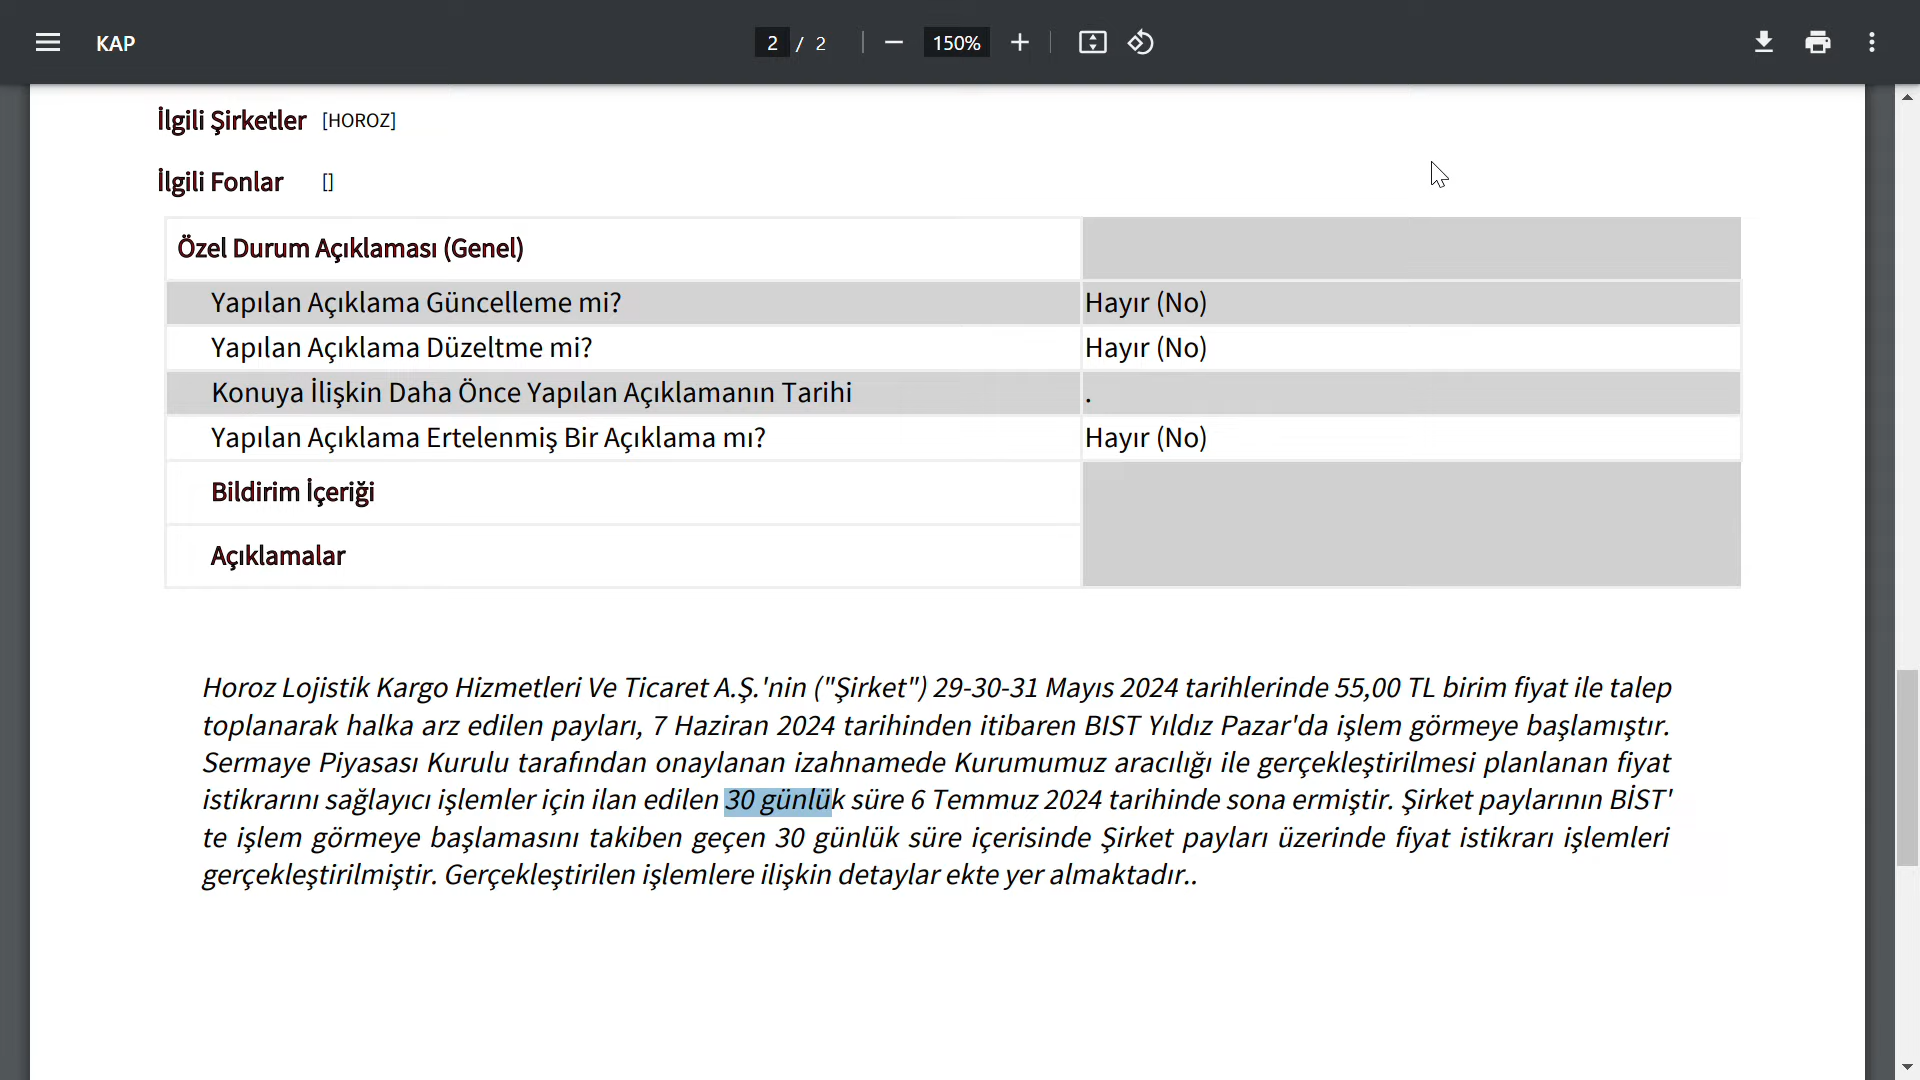 KAP
2 / 2
150%
İlgili Şirketler [HOROZ]
İlgili Fonlar []
Özel Durum Açıklaması (Genel)
Yapılan Açıklama Güncelleme mi? Hayır (No)
Yapılan Açıklama Düzeltme mi? Hayır (No)
Konuya İlişkin Daha Önce Yapılan Açıklamanın Tarihi .
Yapılan Açıklama Ertelenmiş Bir Açıklama mı? Hayır (No)
Bildirim İçeriği
Açıklamalar
Horoz Lojistik Kargo Hizmetleri Ve Ticaret A.Ş.'nin ("Şirket") 29-30-31 Mayıs 2024 tarihlerinde 55,00 TL birim fiyat ile talep
toplanarak halka arz edilen payları, 7 Haziran 2024 tarihinden itibaren BIST Yıldız Pazar'da işlem görmeye başlamıştır.
Sermaye Piyasası Kurulu tarafından onaylanan izahnamede Kurumumuz aracılığı ile gerçekleştirilmesi planlanan fiyat
istikrarını sağlayıcı işlemler için ilan edilen 30 günlük süre 6 Temmuz 2024 tarihinde sona ermiştir. Şirket paylarının BİST'
te işlem görmeye başlamasını takiben geçen 30 günlük süre içerisinde Şirket payları üzerinde fiyat istikrarı işlemleri
gerçekleştirilmiştir. Gerçekleştirilen işlemlere ilişkin detaylar ekte yer almaktadır..